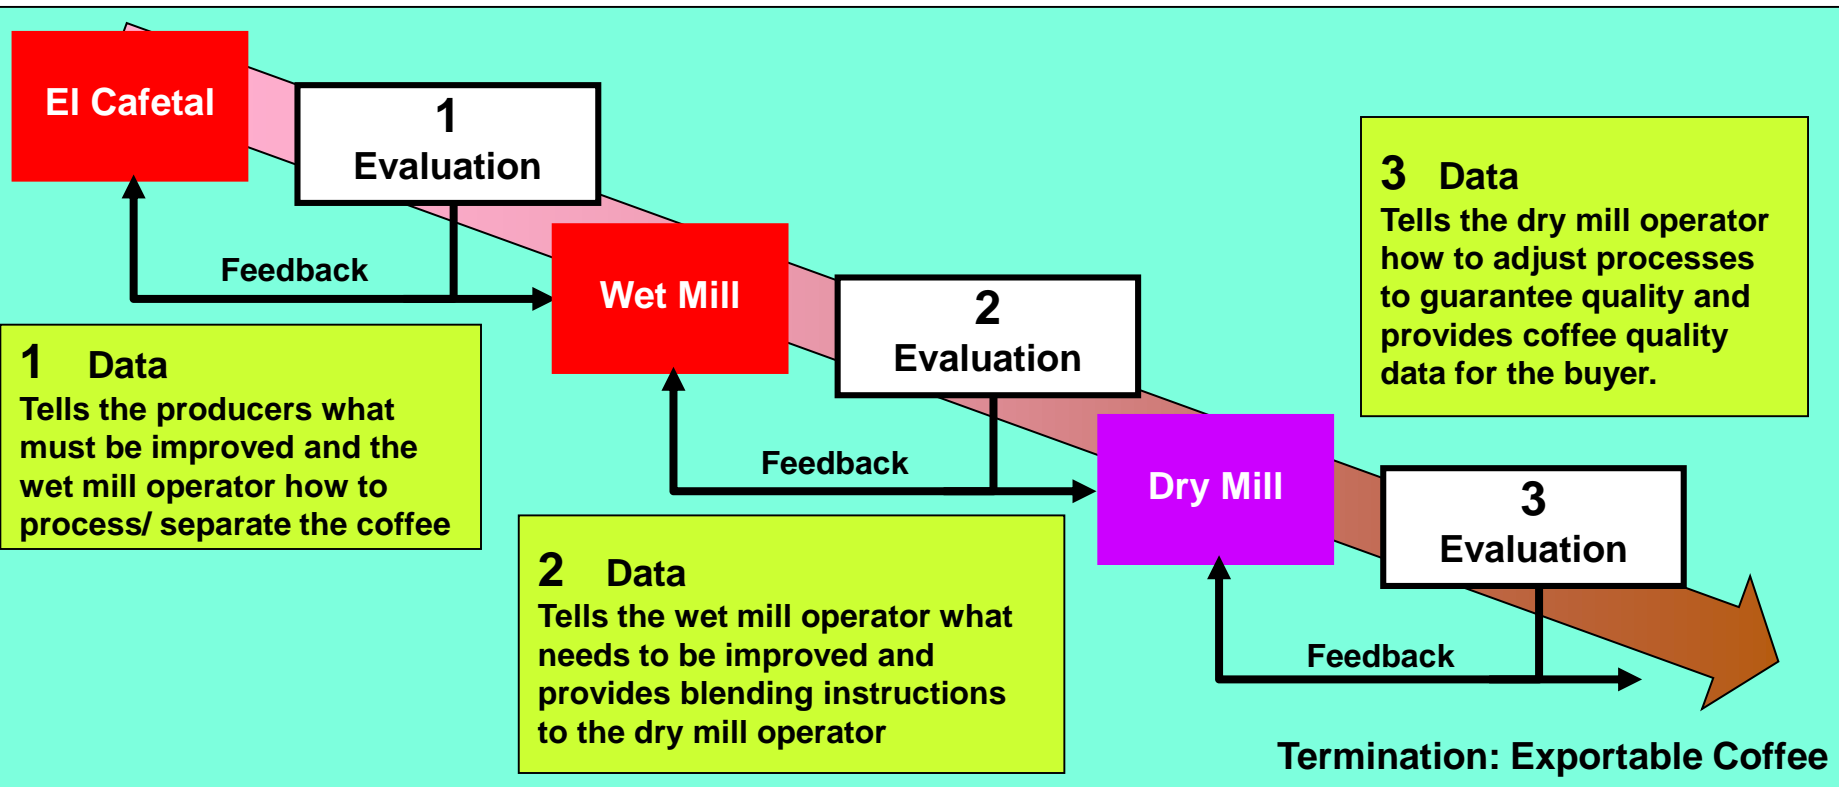 El Cafetal
1
Evaluation
Feedback
1 Data
Tells the producers what
must be improved and the
wet mill operator how to
process/ separate the coffee
Wet Mill
2
Evaluation
Feedback
2 Data
Tells the wet mill operator what
needs to be improved and
provides blending instructions
to the dry mill operator
Dry Mill
3
Evaluation
Feedback
3 Data
Tells the dry mill operator
how to adjust processes
to guarantee quality and
provides coffee quality
data for the buyer.
Termination: Exportable Coffee